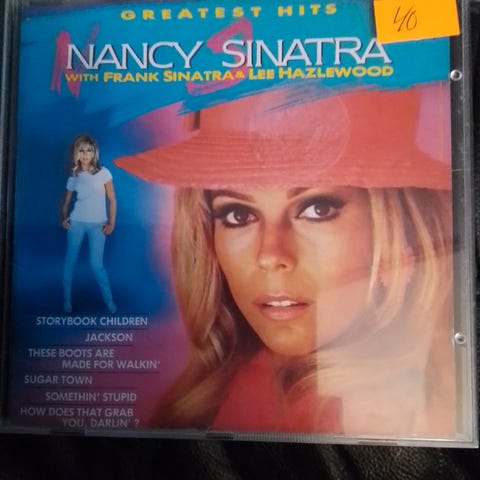 GREATEST HITS
40
NANCY SINATRA
WITH FRANK SINATRA & LEE HAZLEWOOD
STORYBOOK CHILDREN
JACKSON
THESE BOOTS ARE
MADE FOR WALKIN'
SUGAR TOWN
SOMETHIN' STUPID
HOW DOES THAT GRAB
YOU, DARLIN' ?